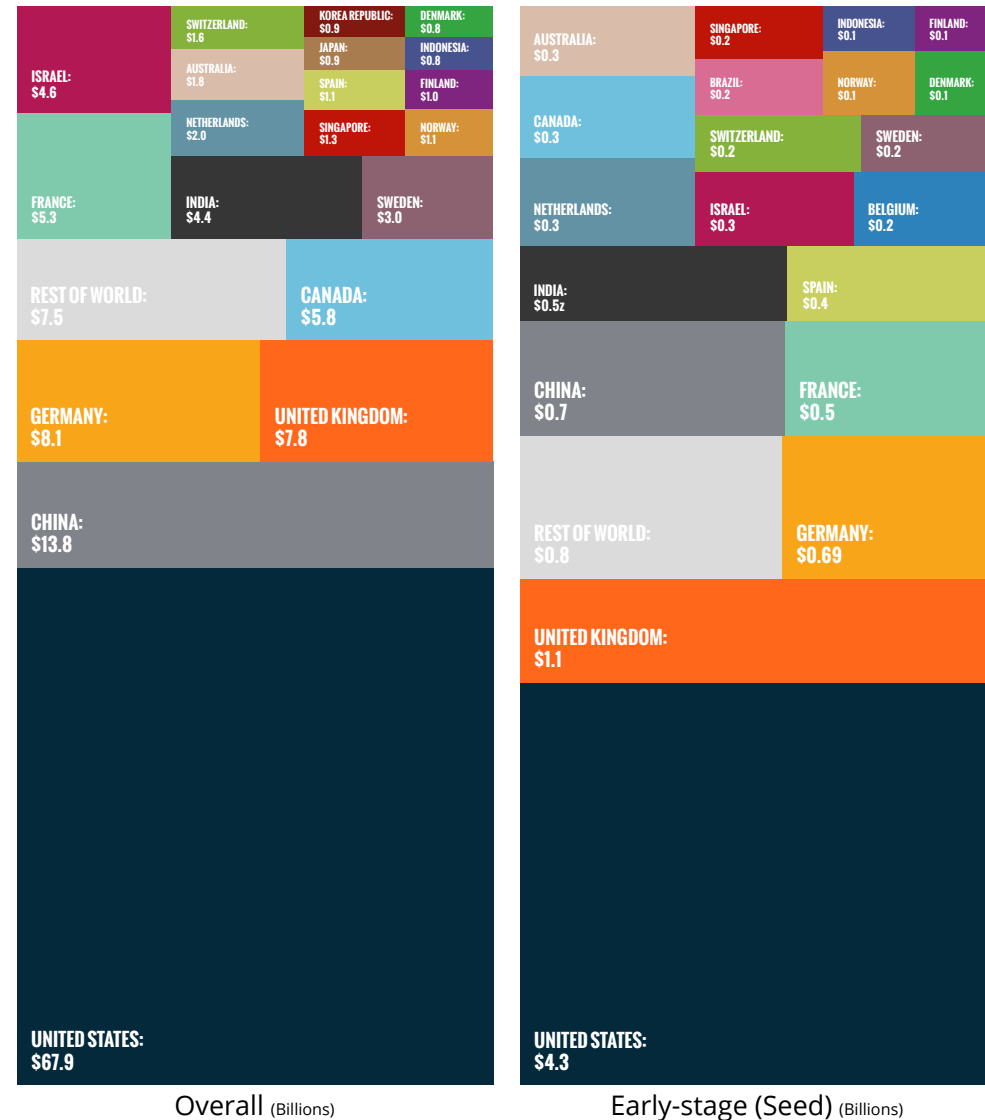 ISRAEL:
$4.6
SWITZERLAND:
$1.6
AUSTRALIA:
$1.8
NETHERLANDS:
$2.0
KOREA REPUBLIC:
$0.9
DENMARK:
$0.8
JAPAN:
$0.9
INDONESIA:
$0.8
SPAIN:
$1.1
FINLAND:
$1.0
SINGAPORE:
$1.3
NORWAY:
$1.1
FRANCE:
$5.3
INDIA:
$4.4
SWEDEN:
$3.0
REST OF WORLD:
$7.5
CANADA:
$5.8
GERMANY:
$8.1
UNITED KINGDOM:
$7.8
CHINA:
$13.8
UNITED STATES:
$67.9
Overall (Billions)
AUSTRALIA:
$0.3
SINGAPORE:
$0.2
INDONESIA:
$0.1
FINLAND:
$0.1
BRAZIL:
$0.2
NORWAY:
$0.1
DENMARK:
$0.1
CANADA:
$0.3
SWITZERLAND:
$0.2
SWEDEN:
$0.2
NETHERLANDS:
$0.3
ISRAEL:
$0.3
BELGIUM:
$0.2
INDIA:
$0.5z
SPAIN:
$0.4
CHINA:
$0.7
FRANCE:
$0.5
REST OF WORLD:
$0.8
GERMANY:
$0.69
UNITED KINGDOM:
$1.1
UNITED STATES:
$4.3
Early-stage (Seed) (Billions)